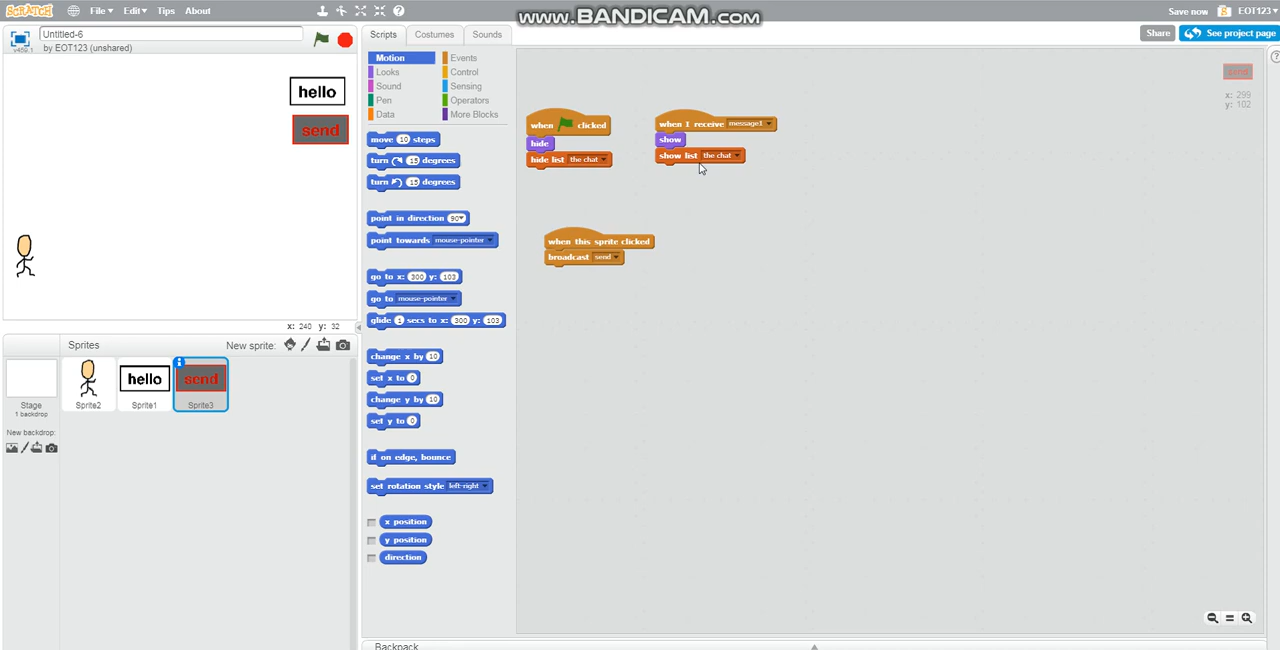 SCRATCH File▾ Edit▾ Tips About www.BANDICAM.com Save now EOT123▾
v459.1 Untitled-6
by EOT123 (unshared)
Scripts Costumes Sounds
Share See project page
hello
send
x: 240 y: 32
Sprites New sprite:
Stage
1 backdrop
New backdrop:
hello
send
Sprite2 Sprite1 Sprite3
Motion Events
Looks Control
Sound Sensing
Pen Operators
Data More Blocks
move 10 steps
turn 15 degrees
turn 15 degrees
point in direction 90▾
point towards mouse-pointer
go to x: 300 y: 103
go to mouse-pointer
glide 1 secs to x: 300 y: 103
change x by 10
set x to 0
change y by 10
set y to 0
if on edge, bounce
set rotation style left-right
x position
y position
direction
when clicked
hide
hide list the chat
when I receive message1
show
show list the chat
when this sprite clicked
broadcast send
send
x: 299
y: 102
Backpack